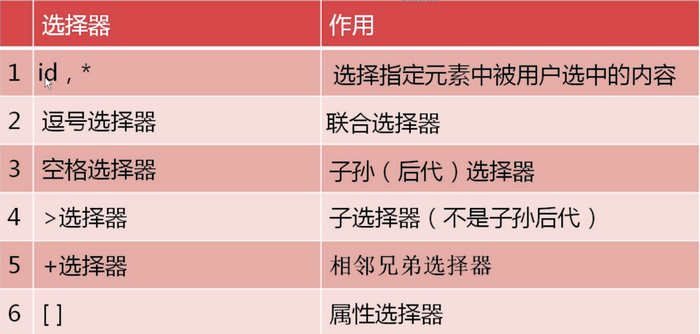 选择器 作用
1 id , * 选择指定元素中被用户选中的内容
2 逗号选择器 联合选择器
3 空格选择器 子孙（后代）选择器
4 >选择器 子选择器（不是子孙后代）
5 +选择器 相邻兄弟选择器
6 [ ] 属性选择器